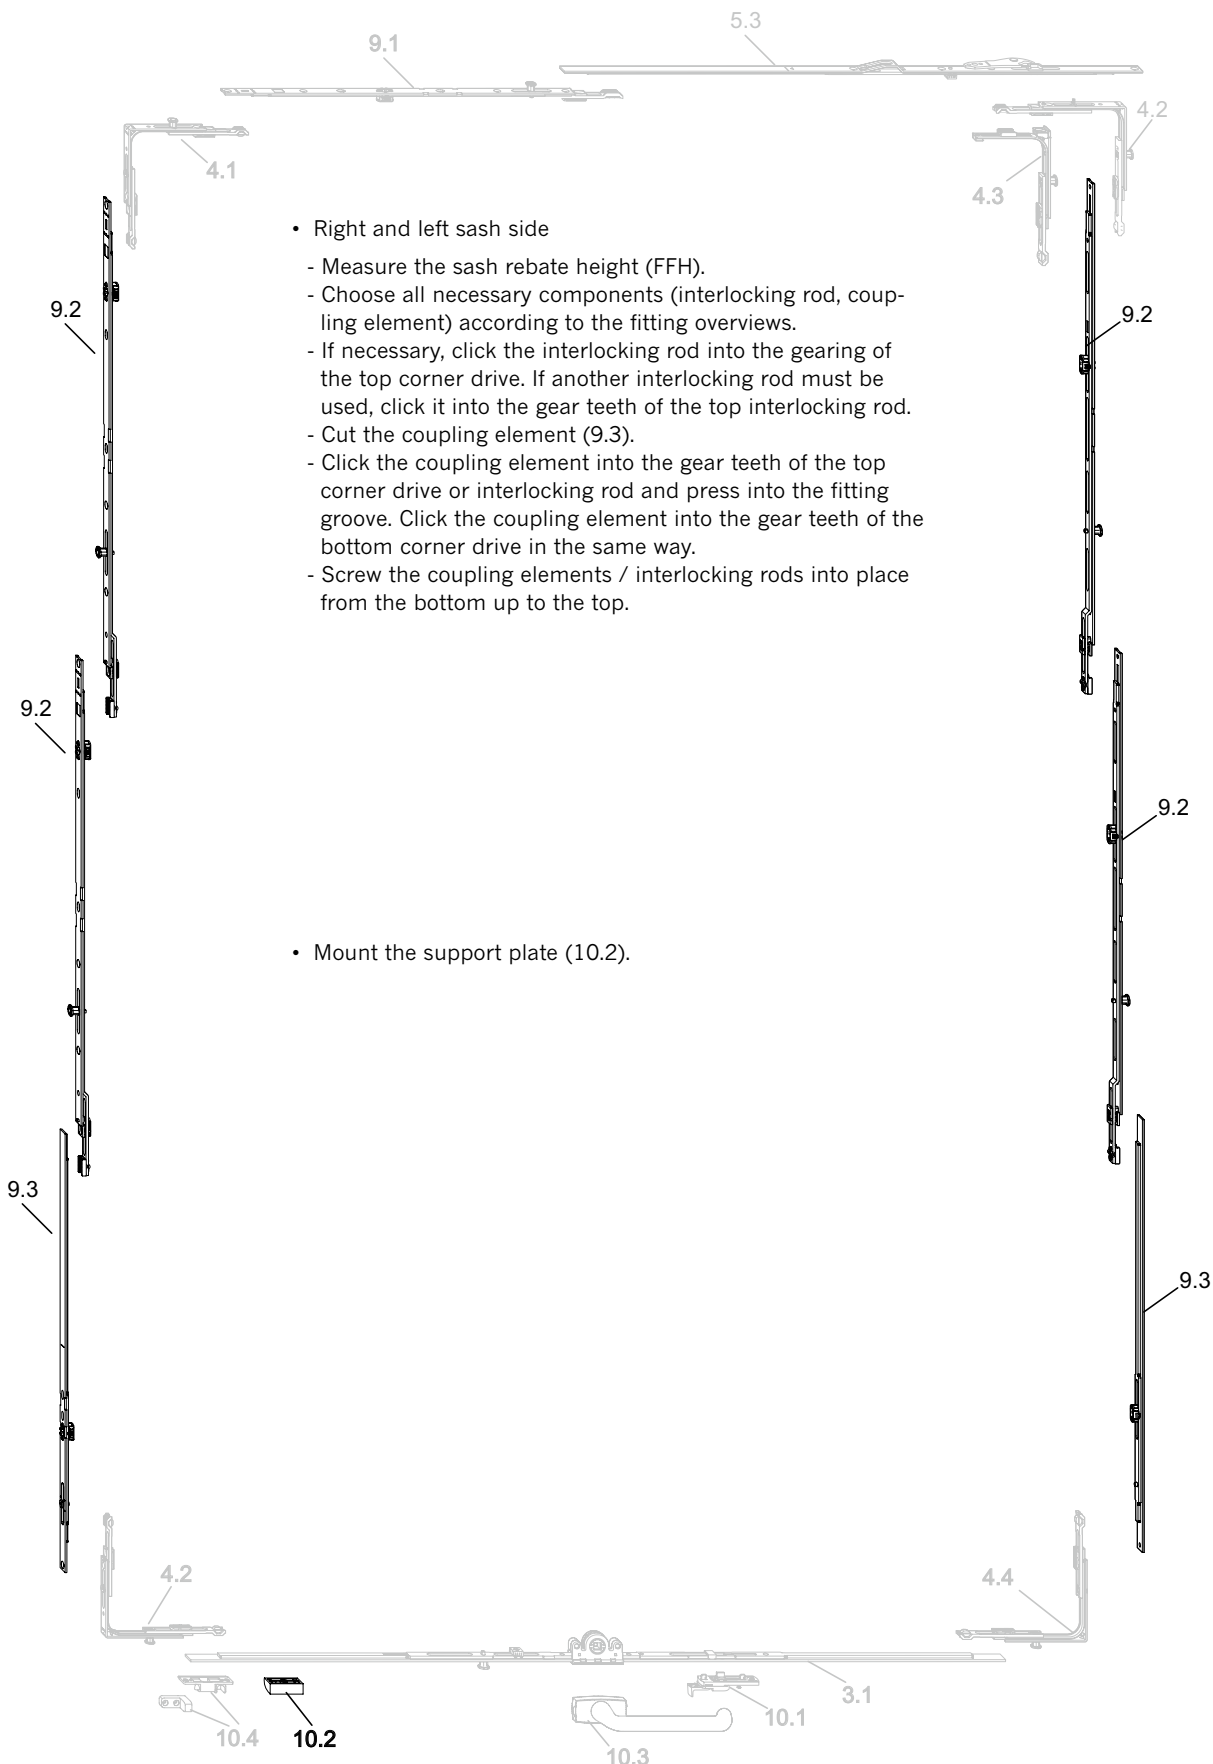 5.3
9.1
4.2
4.1
4.3
• Right and left sash side
- Measure the sash rebate height (FFH).
- Choose all necessary components (interlocking rod, coup-
ling element) according to the fitting overviews.
- If necessary, click the interlocking rod into the gearing of
the top corner drive. If another interlocking rod must be
used, click it into the gear teeth of the top interlocking rod.
- Cut the coupling element (9.3).
- Click the coupling element into the gear teeth of the top
corner drive or interlocking rod and press into the fitting
groove. Click the coupling element into the gear teeth of the
bottom corner drive in the same way.
- Screw the coupling elements / interlocking rods into place
from the bottom up to the top.
9.2
9.2
9.2
9.2
• Mount the support plate (10.2).
9.3
9.3
4.2
4.4
3.1
10.1
10.4
10.2
10.3